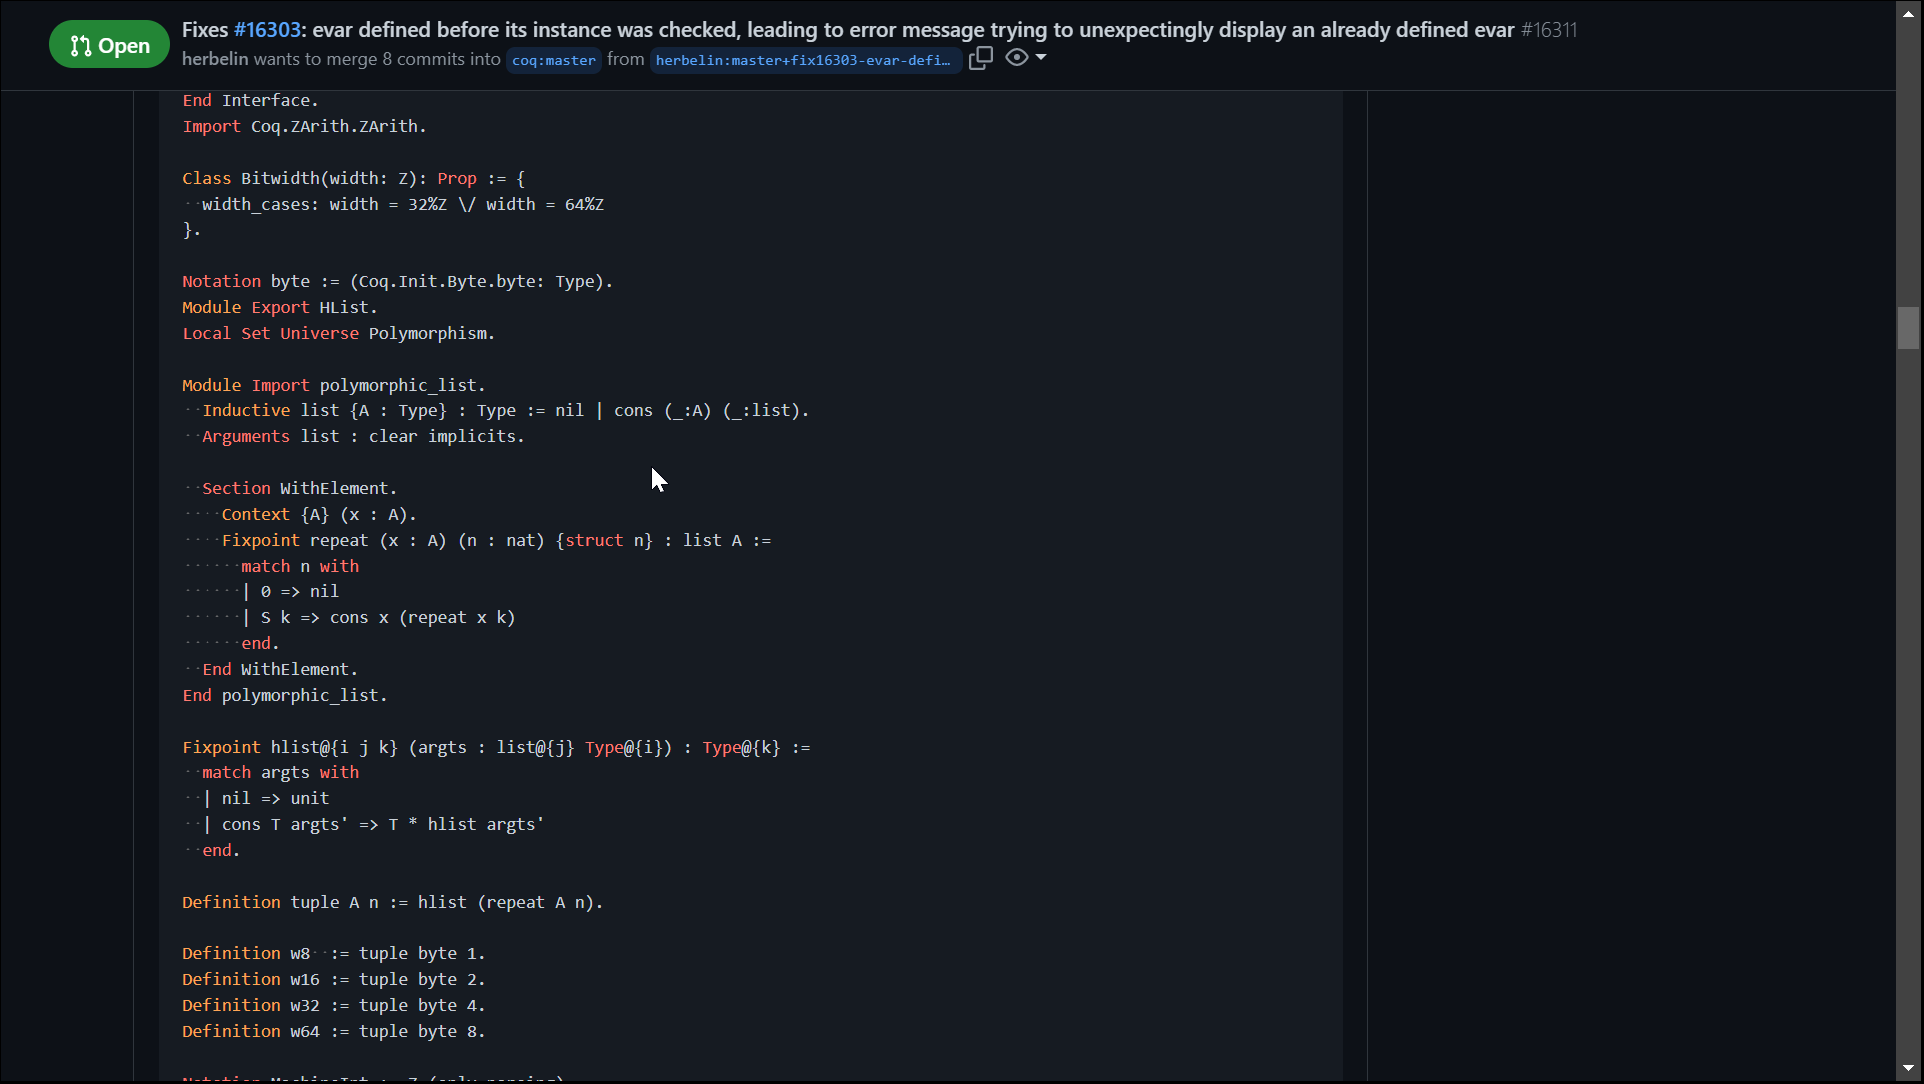 Open
Fixes #16303: evar defined before its instance was checked, leading to error message trying to unexpectingly display an already defined evar #16311
herbelin wants to merge 8 commits into coq:master from herbelin:master+fix16303-evar-defi…
End Interface.
Import Coq.ZArith.ZArith.
Class Bitwidth(width: Z): Prop := {
··width_cases: width = 32%Z \/ width = 64%Z
}.
Notation byte := (Coq.Init.Byte.byte: Type).
Module Export HList.
Local Set Universe Polymorphism.
Module Import polymorphic_list.
··Inductive list {A : Type} : Type := nil | cons (_:A) (_:list).
··Arguments list : clear implicits.
··Section WithElement.
····Context {A} (x : A).
····Fixpoint repeat (x : A) (n : nat) {struct n} : list A :=
······match n with
······| 0 => nil
······| S k => cons x (repeat x k)
······end.
··End WithElement.
End polymorphic_list.
Fixpoint hlist@{i j k} (argts : list@{j} Type@{i}) : Type@{k} :=
··match argts with
··| nil => unit
··| cons T argts' => T * hlist argts'
··end.
Definition tuple A n := hlist (repeat A n).
Definition w8··:= tuple byte 1.
Definition w16 := tuple byte 2.
Definition w32 := tuple byte 4.
Definition w64 := tuple byte 8.